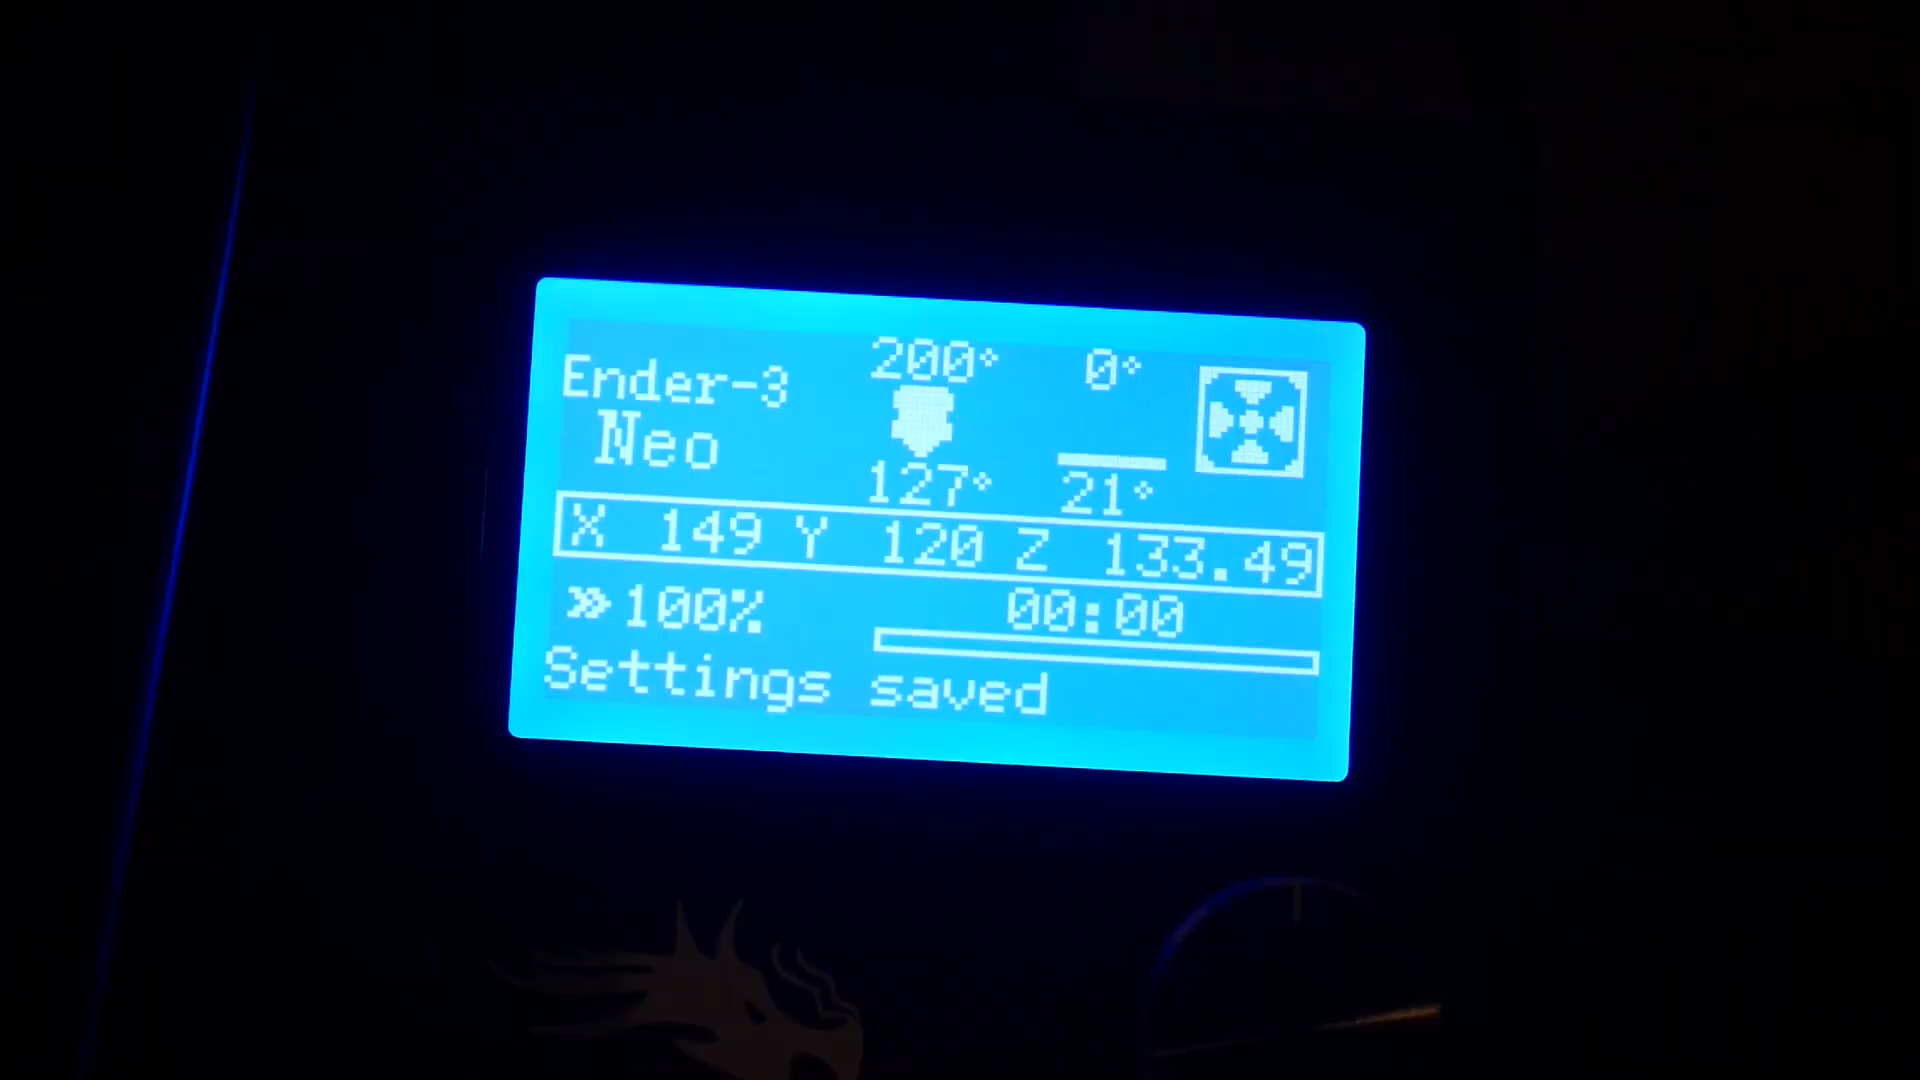 Ender-3
Neo
200° 0°
127° 21°
X 149 Y 120 Z 133.49
»100% 00:00
Settings saved